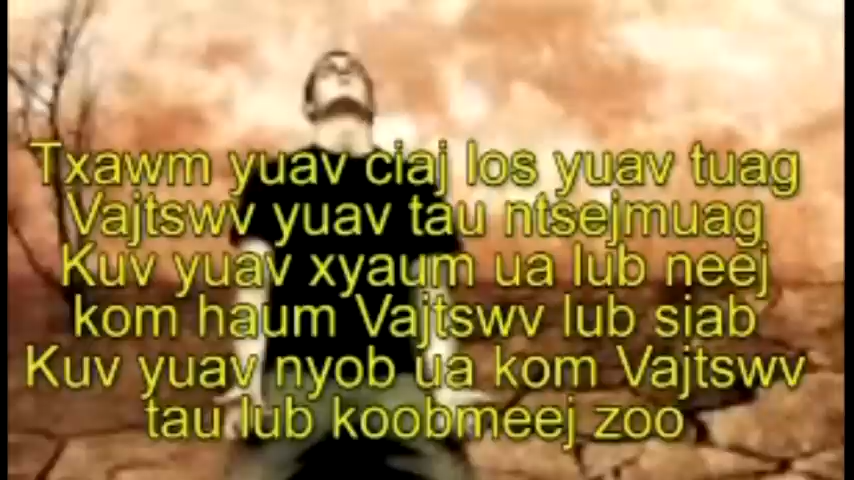 Txawm yuav ciaj los yuav tuag
Vajtswv yuav tau ntsejmuag
Kuv yuav xyaum ua lub neej
kom haum Vajtswv lub siab
Kuv yuav nyob ua kom Vajtswv
tau lub koobmeej zoo